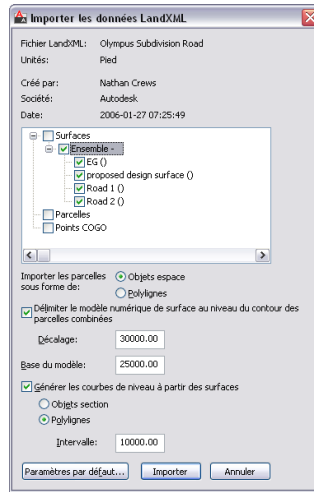 Importer les données LandXML
Fichier LandXML: Olympus Subdivision Road
Unités: Pied
Créé par: Nathan Crews
Société: Autodesk
Date: 2006-01-27 07:25:49
Surfaces
Ensemble -
EG ()
proposed design surface ()
Road 1 ()
Road 2 ()
Parcelles
Points COGO
Importer les parcelles sous forme de: Objets espace
Polylignes
Délimiter le modèle numérique de surface au niveau du contour des
parcelles combinées
Décalage: 30000.00
Base du modèle: 25000.00
Générer les courbes de niveau à partir des surfaces
Objets section
Polylignes
Intervalle: 10000.00
Paramètres par défaut... Importer Annuler